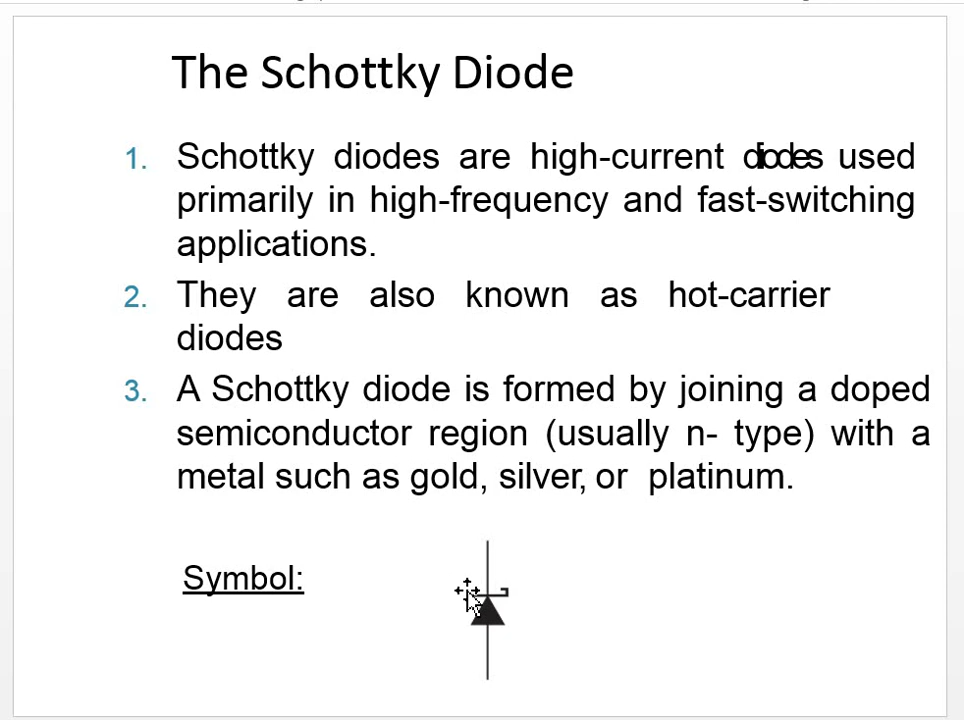 The Schottky Diode
1. Schottky diodes are high-current diodes used
primarily in high-frequency and fast-switching
applications.
2. They are also known as hot-carrier
diodes
3. A Schottky diode is formed by joining a doped
semiconductor region (usually n- type) with a
metal such as gold, silver, or platinum.
Symbol: